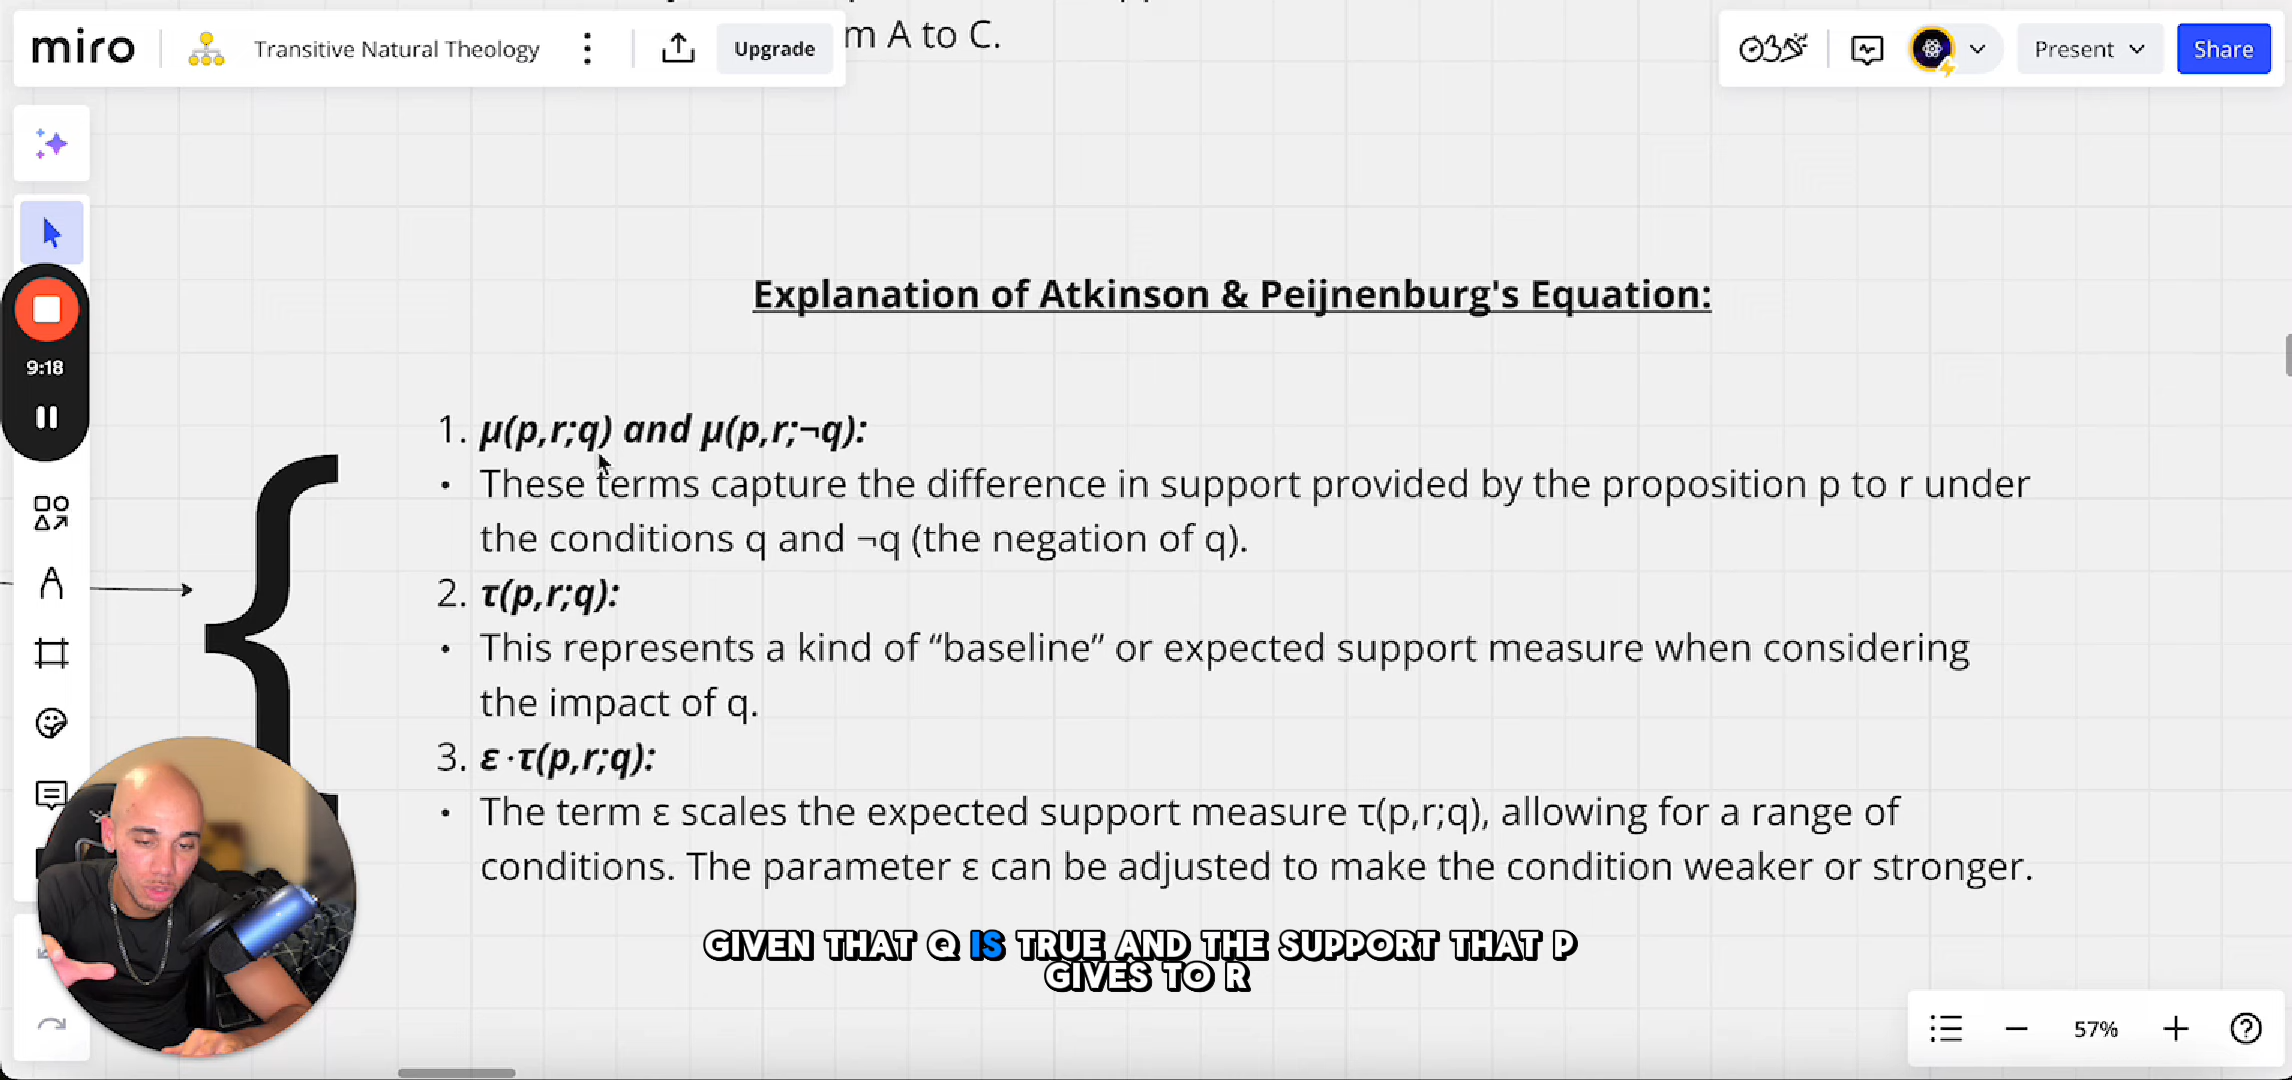 miro
Transitive Natural Theology
Upgrade
m A to C.
Present
Share
9:18
Explanation of Atkinson & Peijnenburg's Equation:
1. μ(p,r;q) and μ(p,r;¬q):
• These terms capture the difference in support provided by the proposition p to r under
the conditions q and ¬q (the negation of q).
2. τ(p,r;q):
• This represents a kind of “baseline” or expected support measure when considering
the impact of q.
3. ε·τ(p,r;q):
• The term ε scales the expected support measure τ(p,r;q), allowing for a range of
conditions. The parameter ε can be adjusted to make the condition weaker or stronger.
GIVEN THAT Q IS TRUE AND THE SUPPORT THAT P
GIVES TO R
57%